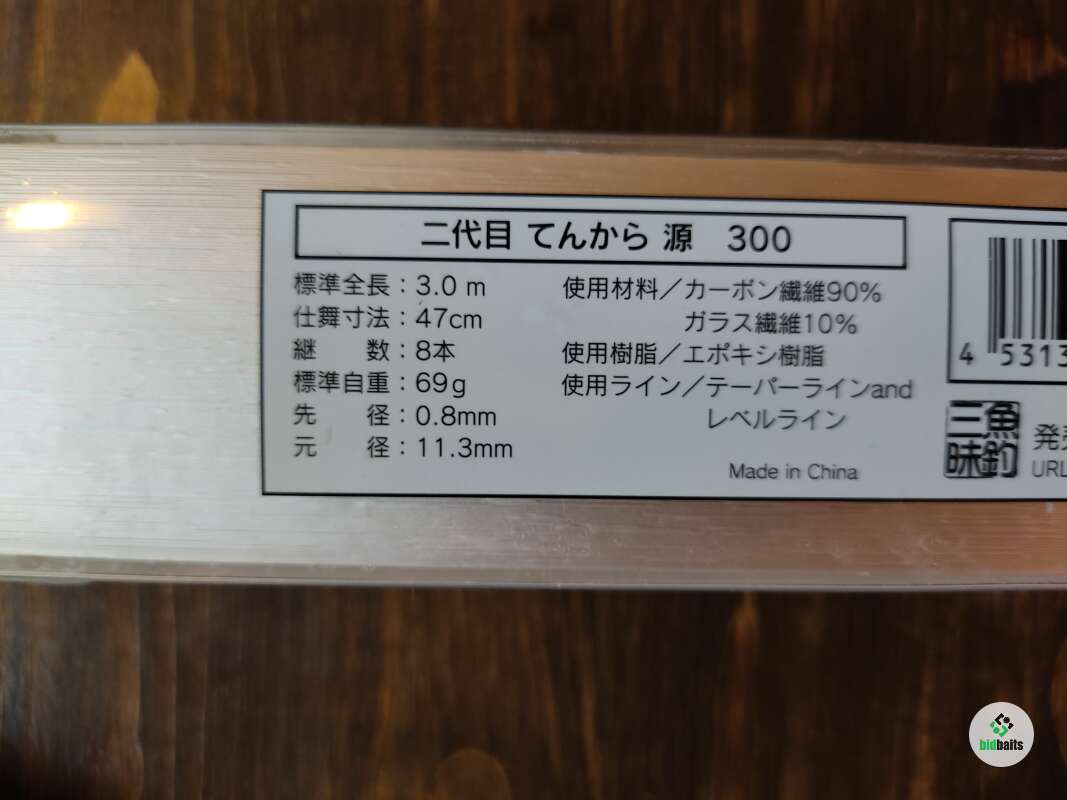 二代目 てんから 源 300
標準全長：3.0 m
仕舞寸法：47cm
継 数：8本
標準自重：69g
先 径：0.8mm
元 径：11.3mm
使用材料／カーボン繊維90%
ガラス繊維10%
使用樹脂／エポキシ樹脂
使用ライン／テーパーラインand
レベルライン
Made in China
4 5313
三魚
味釣
発売
URL
bidbaits